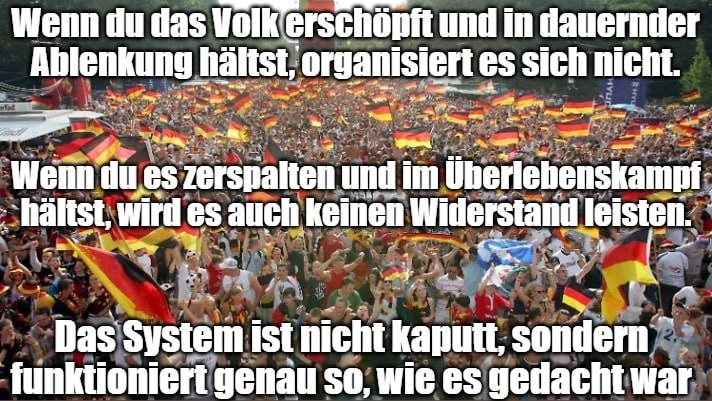 Wenn du das Volk erschöpft und in dauernder
Ablenkung hältst, organisiert es sich nicht.
Wenn du es zerspalten und im Überlebenskampf
hältst, wird es auch keinen Widerstand leisten.
Das System ist nicht kaputt, sondern
funktioniert genau so, wie es gedacht war